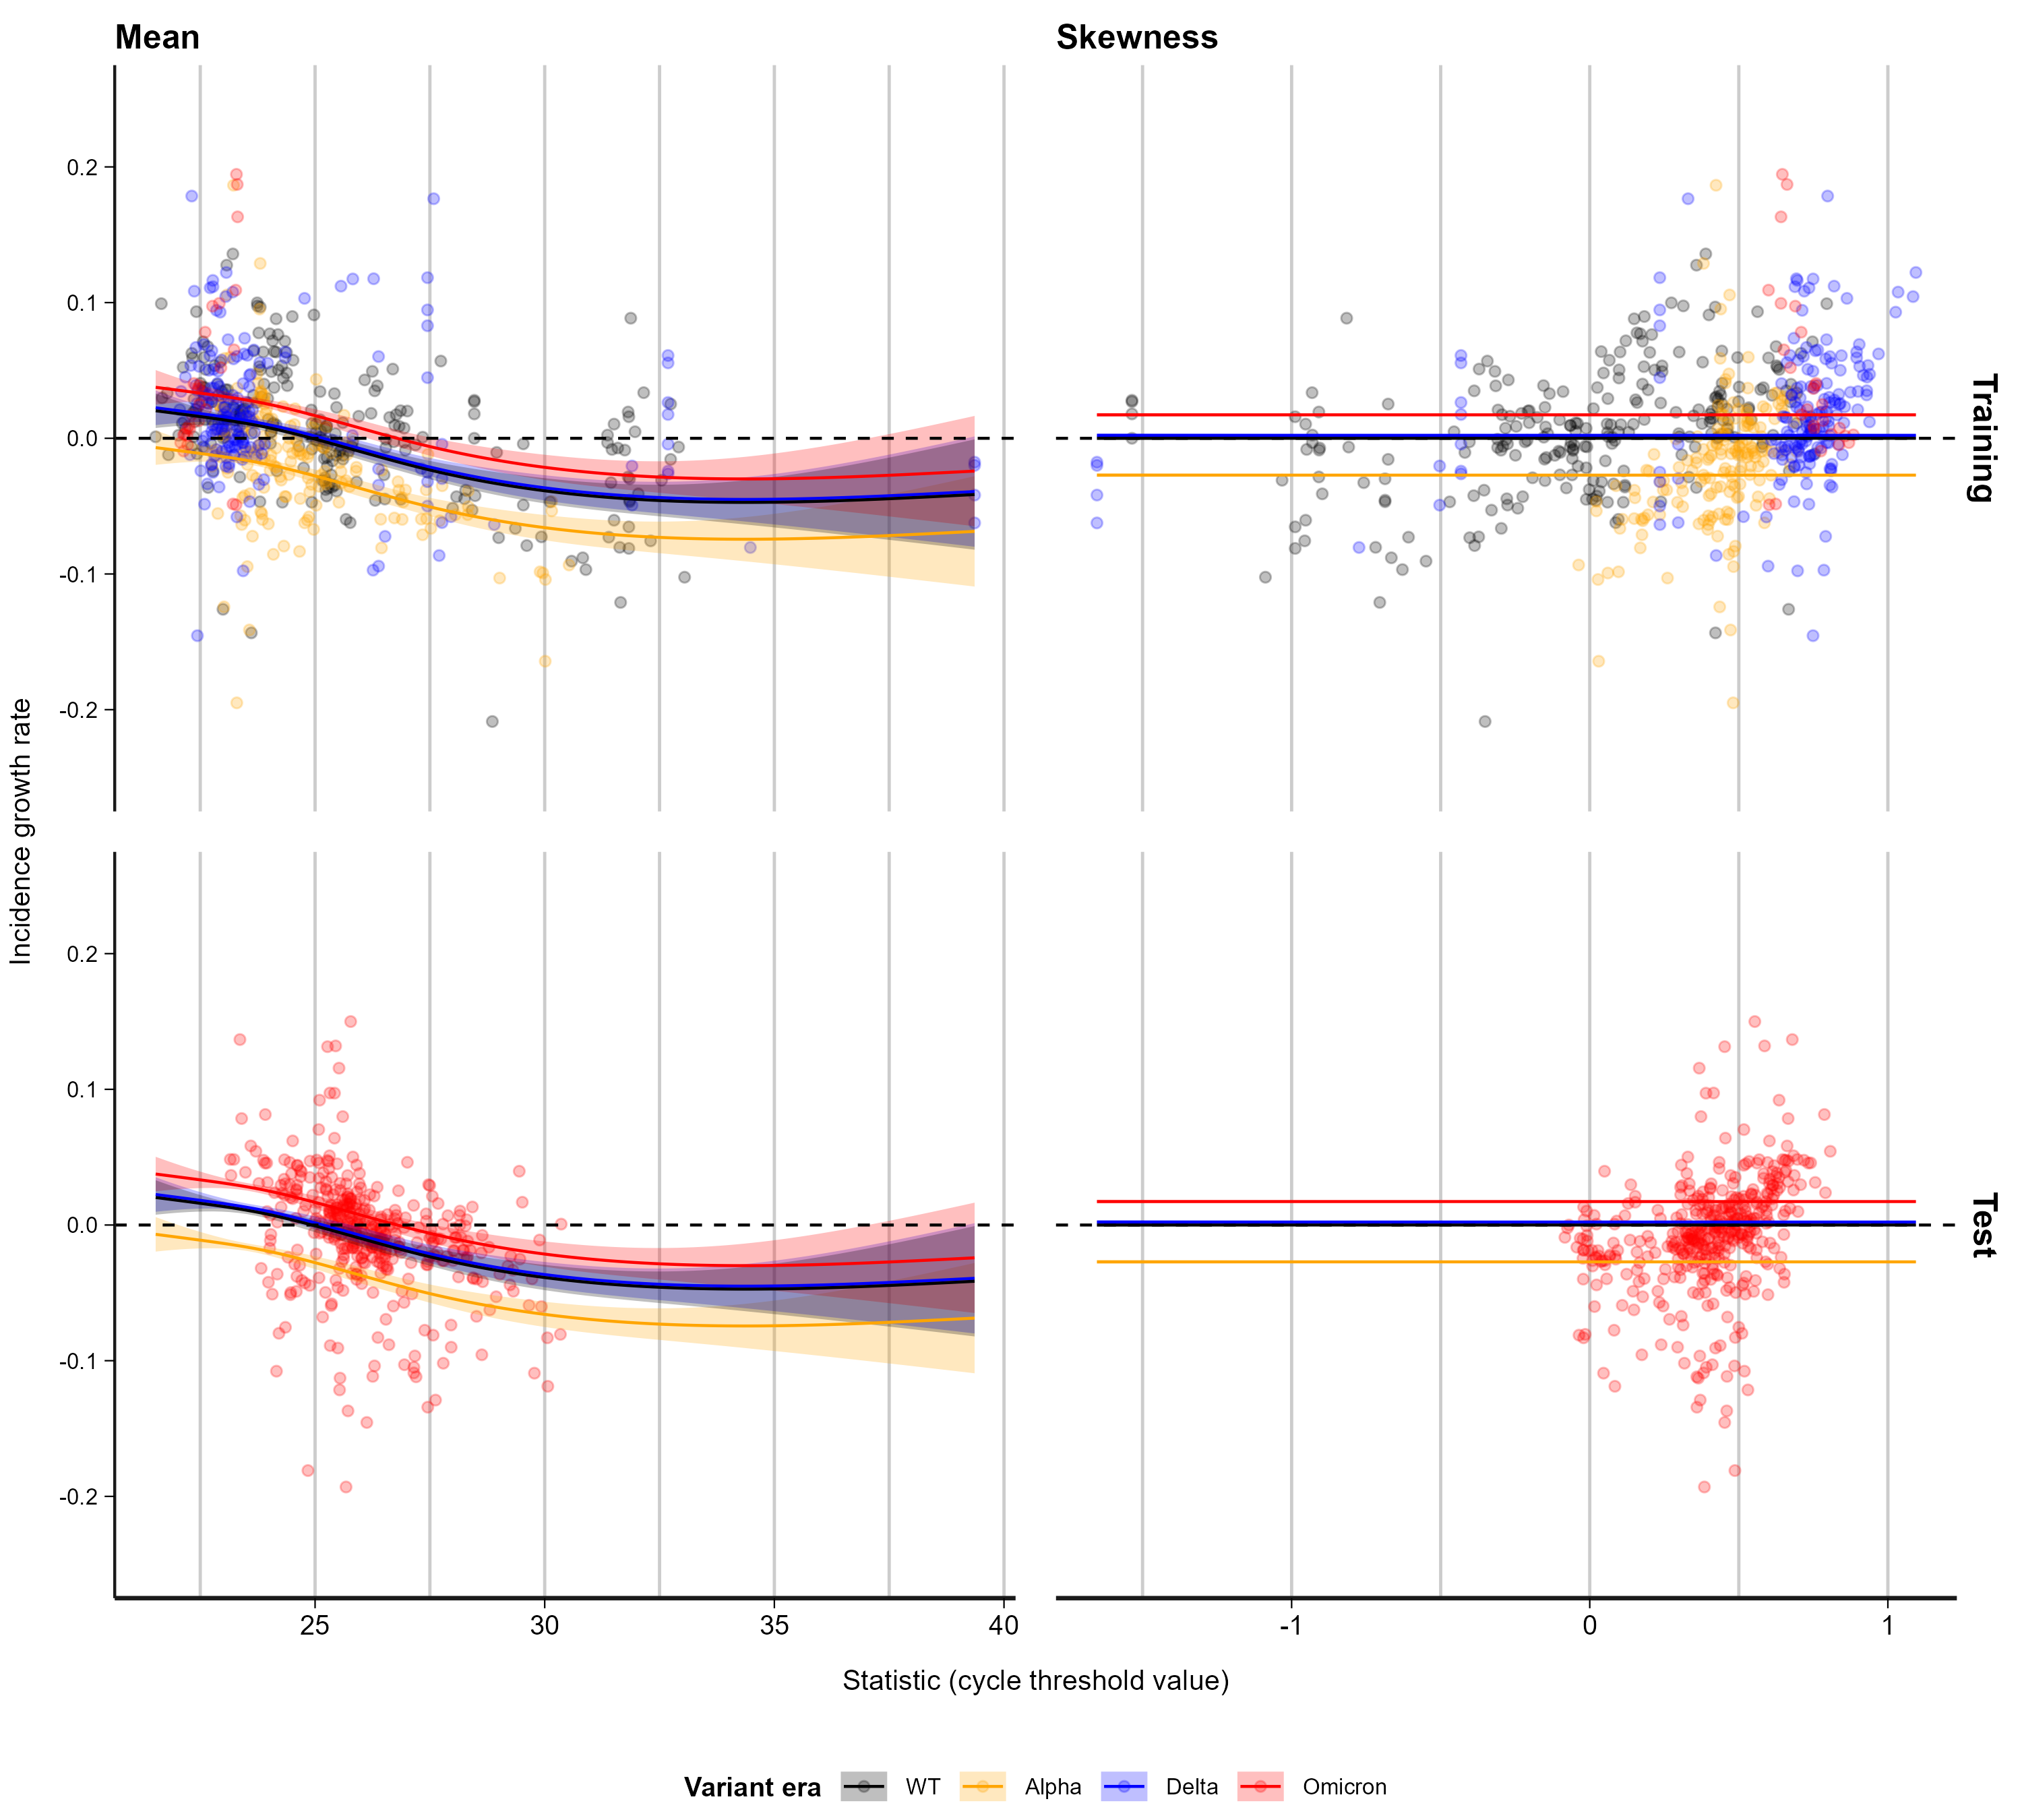 Mean
Skewness
0.2
0.1
0.0
-0.1
-0.2
Training
Incidence growth rate
0.2
0.1
0.0
-0.1
-0.2
Test
25 30 35 40
-1 0 1
Statistic (cycle threshold value)
Variant era WT Alpha Delta Omicron